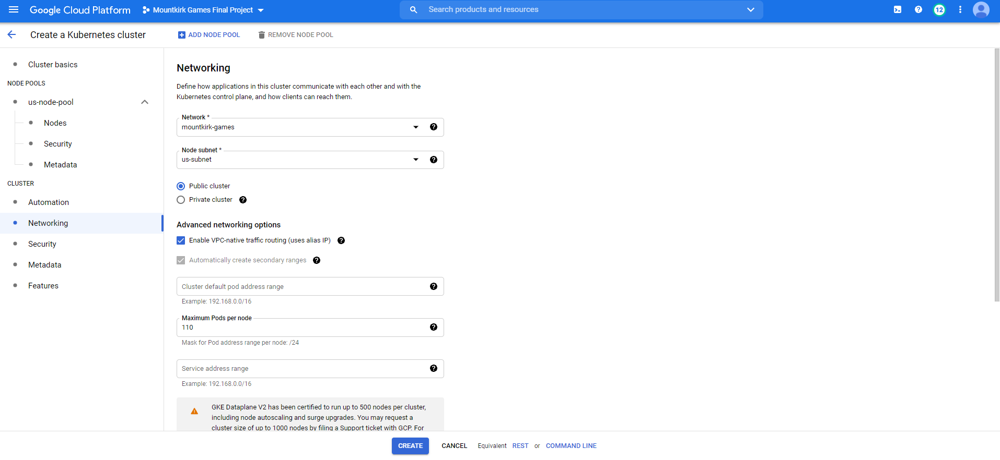 Google Cloud Platform
Mountkirk Games Final Project
Search products and resources
12
Create a Kubernetes cluster
ADD NODE POOL
REMOVE NODE POOL
Cluster basics
NODE POOLS
us-node-pool
Nodes
Security
Metadata
CLUSTER
Automation
Networking
Security
Metadata
Features
Networking
Define how applications in this cluster communicate with each other and with the
Kubernetes control plane, and how clients can reach them.
Network *
mountkirk-games
Node subnet *
us-subnet
Public cluster
Private cluster
Advanced networking options
Enable VPC-native traffic routing (uses alias IP)
Automatically create secondary ranges
Cluster default pod address range
Example: 192.168.0.0/16
Maximum Pods per node
110
Mask for Pod address range per node: /24
Service address range
Example: 192.168.0.0/16
GKE Dataplane V2 has been certified to run up to 500 nodes per cluster,
including node autoscaling and surge upgrades. You may request a
cluster size of up to 1000 nodes by filing a Support ticket with GCP. For
CREATE
CANCEL
Equivalent REST or COMMAND LINE